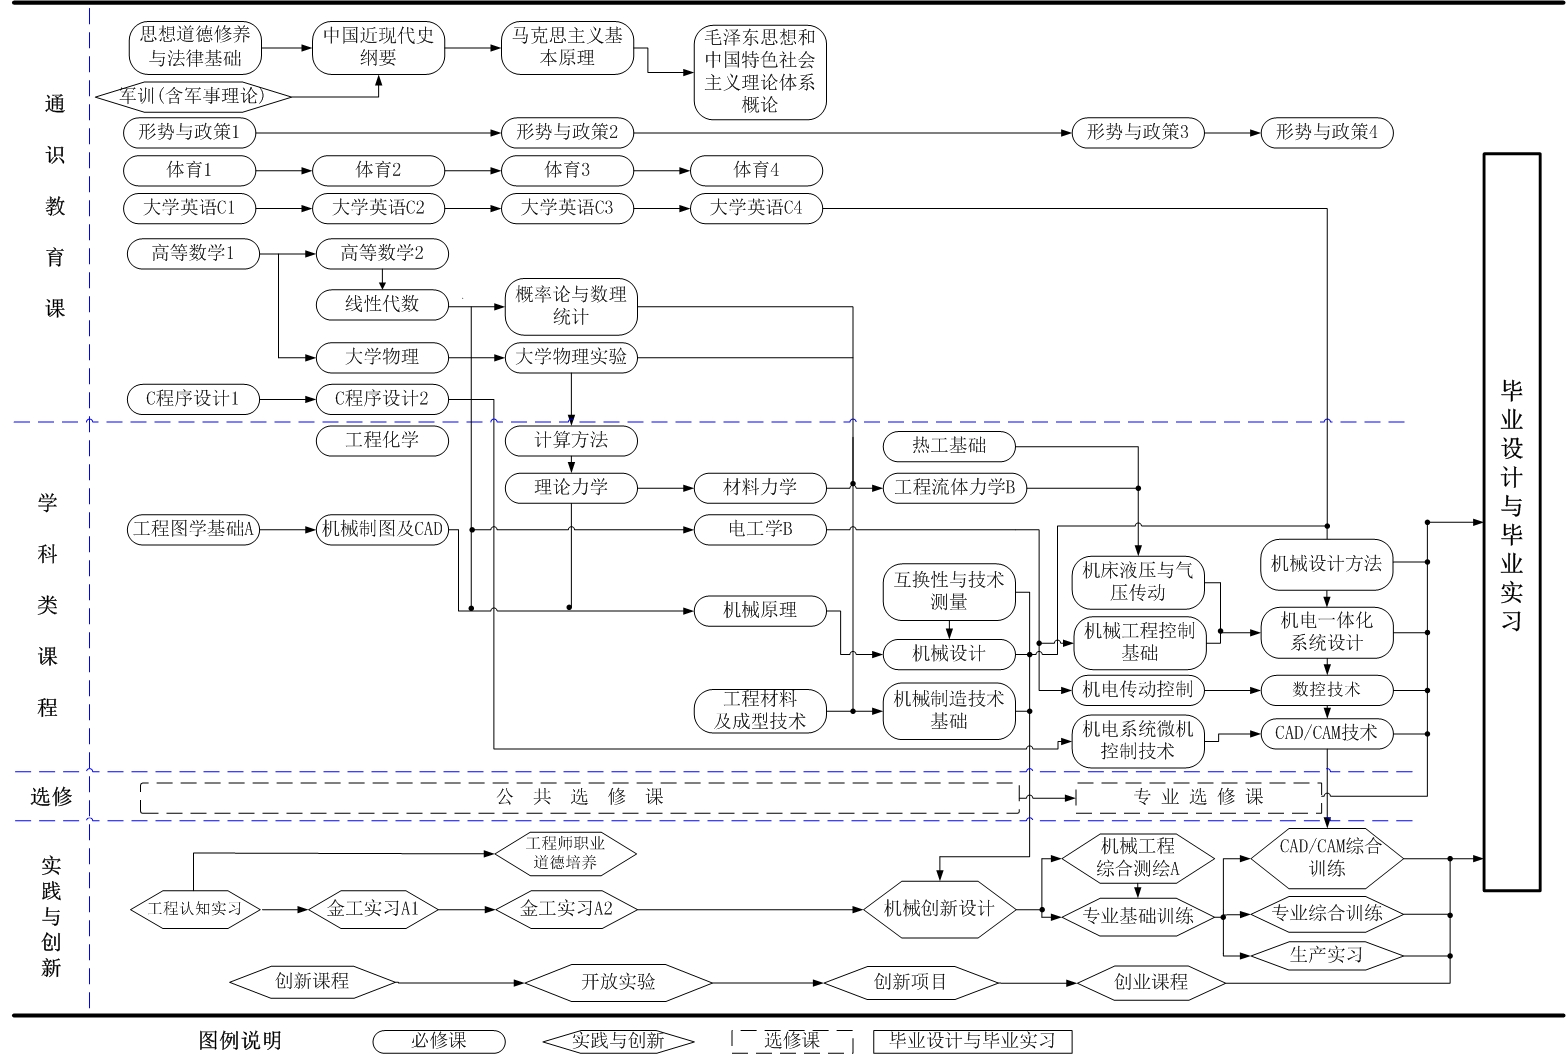 通识教育课
思想道德修养
与法律基础
中国近现代史
纲要
马克思主义基
本原理
毛泽东思想和
中国特色社会
主义理论体系
概论
军训(含军事理论)
形势与政策1
形势与政策2
形势与政策3
形势与政策4
体育1
体育2
体育3
体育4
大学英语C1
大学英语C2
大学英语C3
大学英语C4
高等数学1
高等数学2
线性代数
概率论与数理
统计
大学物理
大学物理实验
C程序设计1
C程序设计2
学科类课程
工程化学
计算方法
热工基础
理论力学
材料力学
工程流体力学B
工程图学基础A
机械制图及CAD
电工学B
机械设计方法
互换性与技术
测量
机床液压与气
压传动
机械原理
机械工程控制
基础
机电一体化
系统设计
机械设计
工程材料
及成型技术
机械制造技术
基础
机电传动控制
数控技术
机电系统微机
控制技术
CAD/CAM技术
选修
公共选修课
专业选修课
实践与创新
工程师职业
道德培养
机械工程
综合测绘A
CAD/CAM综合
训练
工程认知实习
金工实习A1
金工实习A2
机械创新设计
专业基础训练
专业综合训练
生产实习
创新课程
开放实验
创新项目
创业课程
毕业设计与毕业实习
图例说明
必修课
实践与创新
选修课
毕业设计与毕业实习